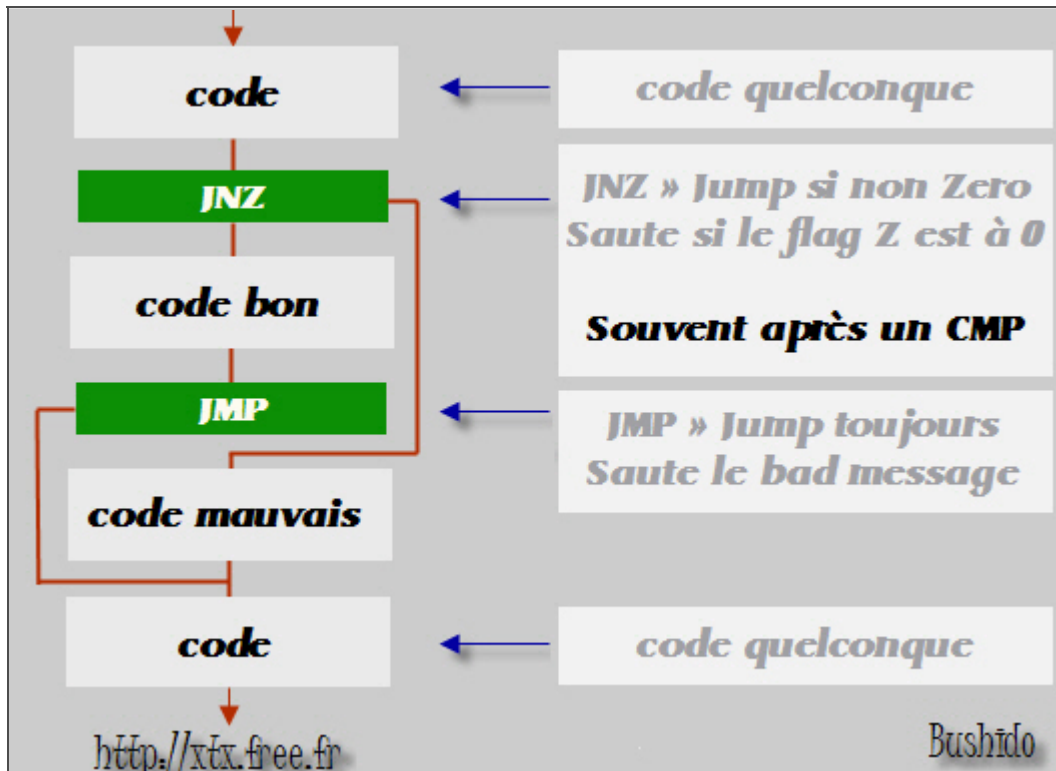 code
code quelconque
JNZ
JNZ » Jump si non Zero
Saute si le flag Z est à 0
code bon
Souvent après un CMP
JMP
JMP » Jump toujours
Saute le bad message
code mauvais
code
code quelconque
http://xtx.free.fr
Bushido